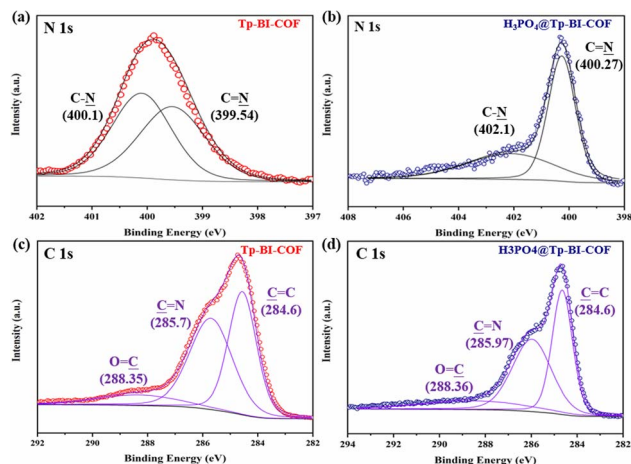 (a) N 1s Tp-BI-COF
Intensity (a.u.)
C-N
(400.1)
C=N
(399.54)
402 401 400 399 398 397
Binding Energy (eV)
(b) N 1s H₃PO₄@Tp-BI-COF
Intensity (a.u.)
C=N
(400.27)
C-N
(402.1)
408 406 404 402 400 398
Binding Energy (eV)
(c) C 1s Tp-BI-COF
Intensity (a.u.)
C=C
(284.6)
C=N
(285.7)
O=C
(288.35)
292 290 288 286 284 282
Binding Energy (eV)
(d) C 1s H3PO4@Tp-BI-COF
Intensity (a.u.)
C=C
(284.6)
C=N
(285.97)
O=C
(288.36)
294 292 290 288 286 284 282
Binding Energy (eV)